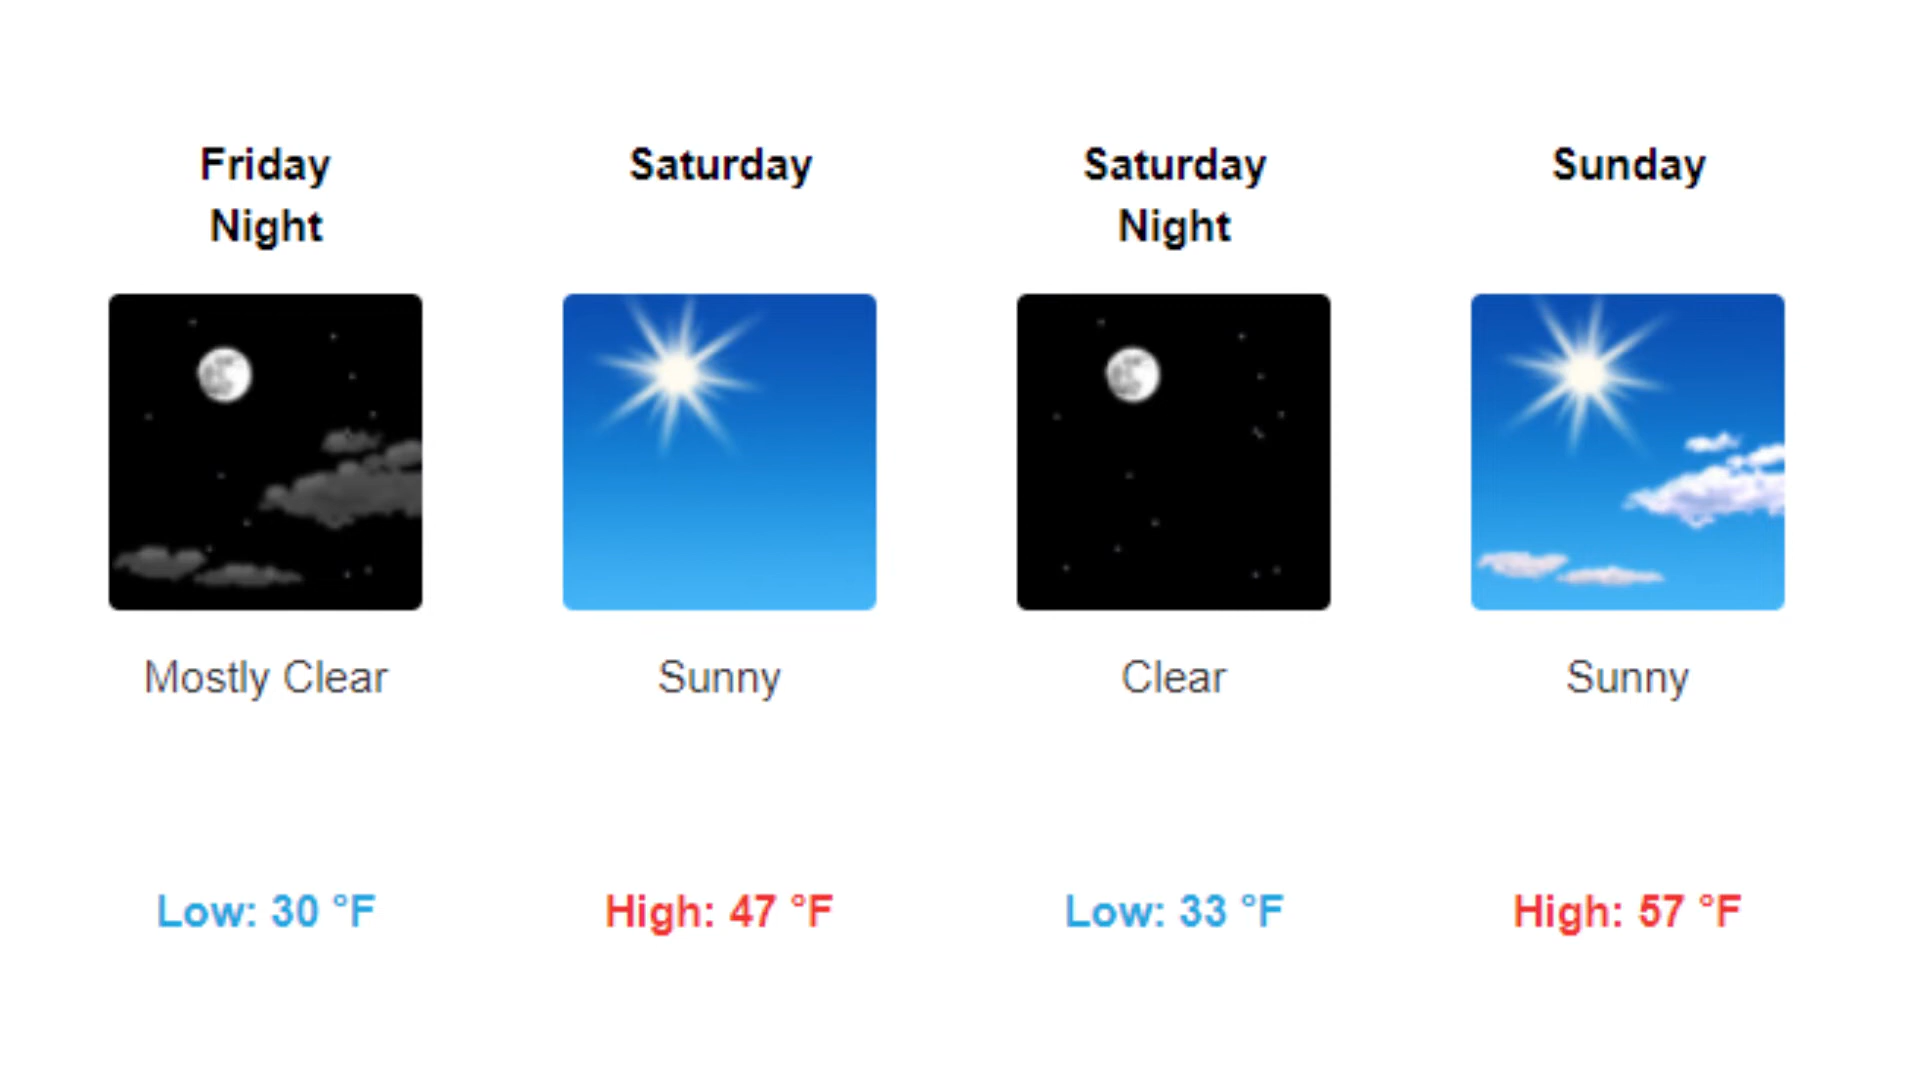 Friday
Night
Saturday
Saturday
Night
Sunday
Mostly Clear
Sunny
Clear
Sunny
Low: 30 °F
High: 47 °F
Low: 33 °F
High: 57 °F